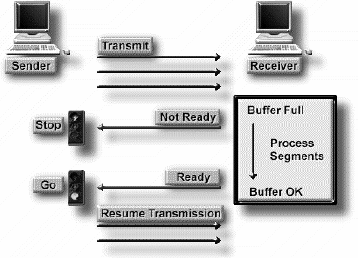 Transmit
Sender
Receiver
Not Ready
Stop
Buffer Full
Process
Segments
Ready
Go
Buffer OK
Resume Transmission